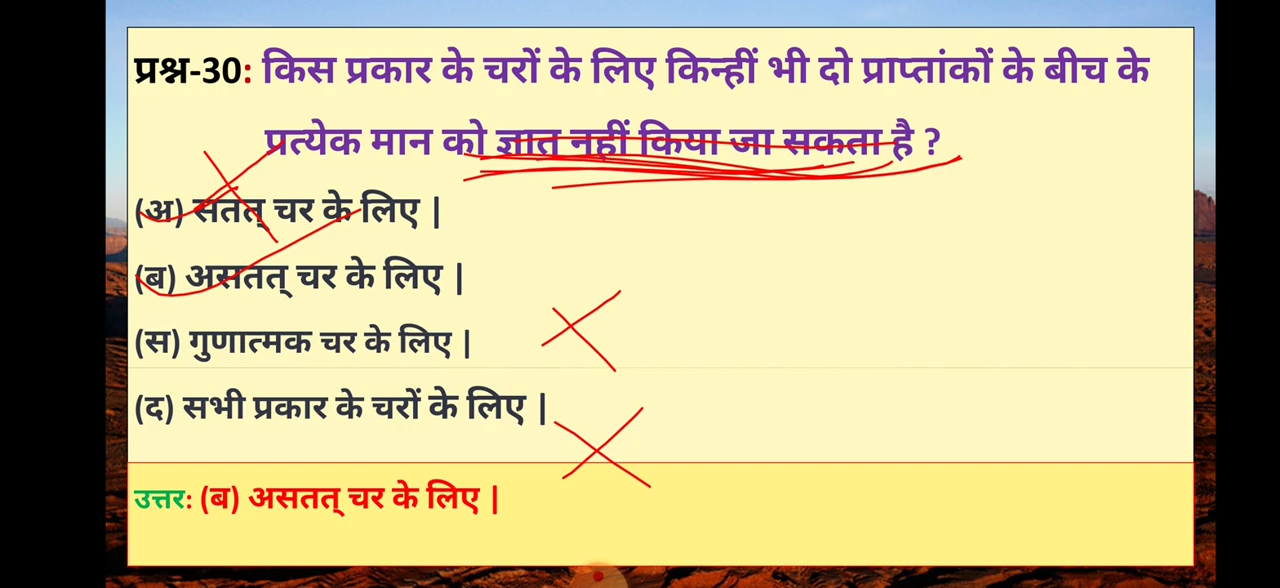 प्रश्न-30: किस प्रकार के चरों के लिए किन्हीं भी दो प्राप्तांकों के बीच के
प्रत्येक मान को ज्ञात नहीं किया जा सकता है ?
(अ) सतत् चर के लिए |
(ब) असतत् चर के लिए |
(स) गुणात्मक चर के लिए |
(द) सभी प्रकार के चरों के लिए |
उत्तर: (ब) असतत् चर के लिए |